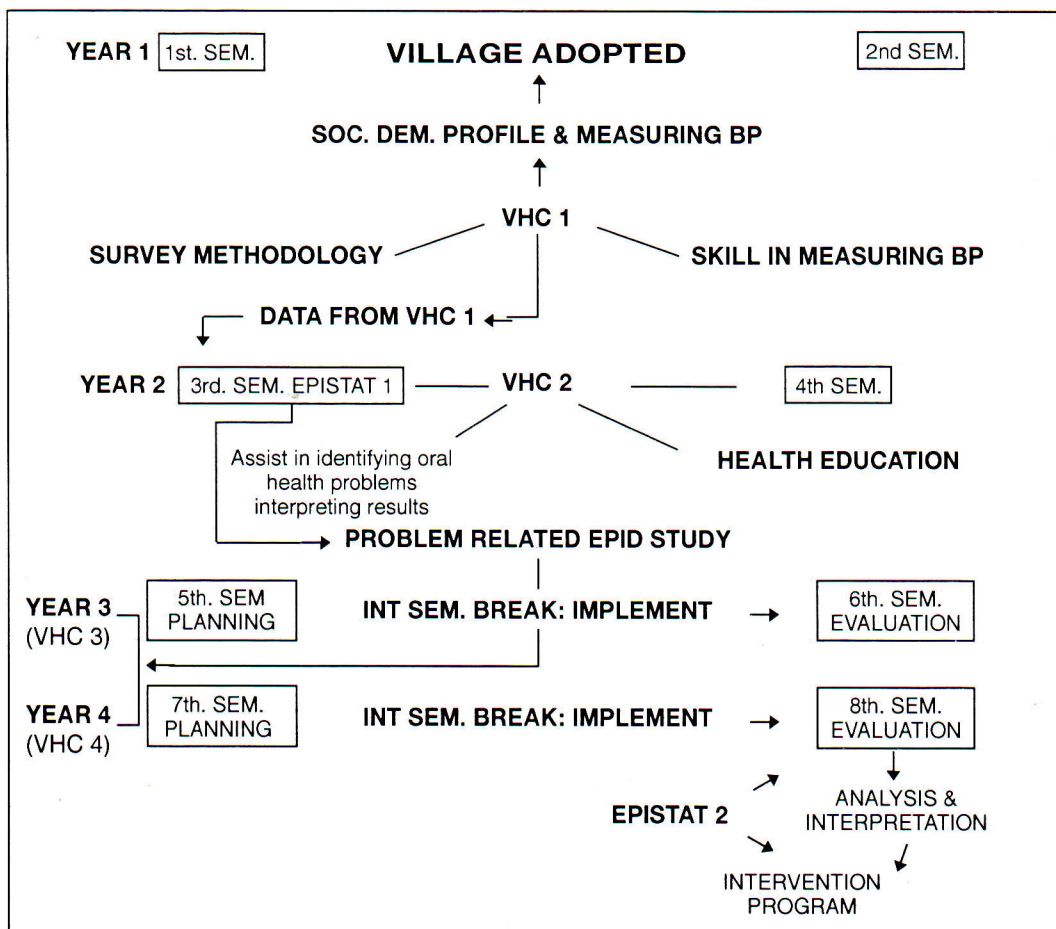 YEAR 1 1st. SEM. VILLAGE ADOPTED 2nd SEM.
SOC. DEM. PROFILE & MEASURING BP
VHC 1
SURVEY METHODOLOGY SKILL IN MEASURING BP
DATA FROM VHC 1
YEAR 2 3rd. SEM. EPISTAT 1 VHC 2 4th SEM.
Assist in identifying oral
health problems
interpreting results
HEALTH EDUCATION
PROBLEM RELATED EPID STUDY
YEAR 3
(VHC 3)
5th. SEM
PLANNING
INT SEM. BREAK: IMPLEMENT
6th. SEM.
EVALUATION
YEAR 4
(VHC 4)
7th. SEM.
PLANNING
INT SEM. BREAK: IMPLEMENT
8th. SEM.
EVALUATION
EPISTAT 2
ANALYSIS &
INTERPRETATION
INTERVENTION
PROGRAM